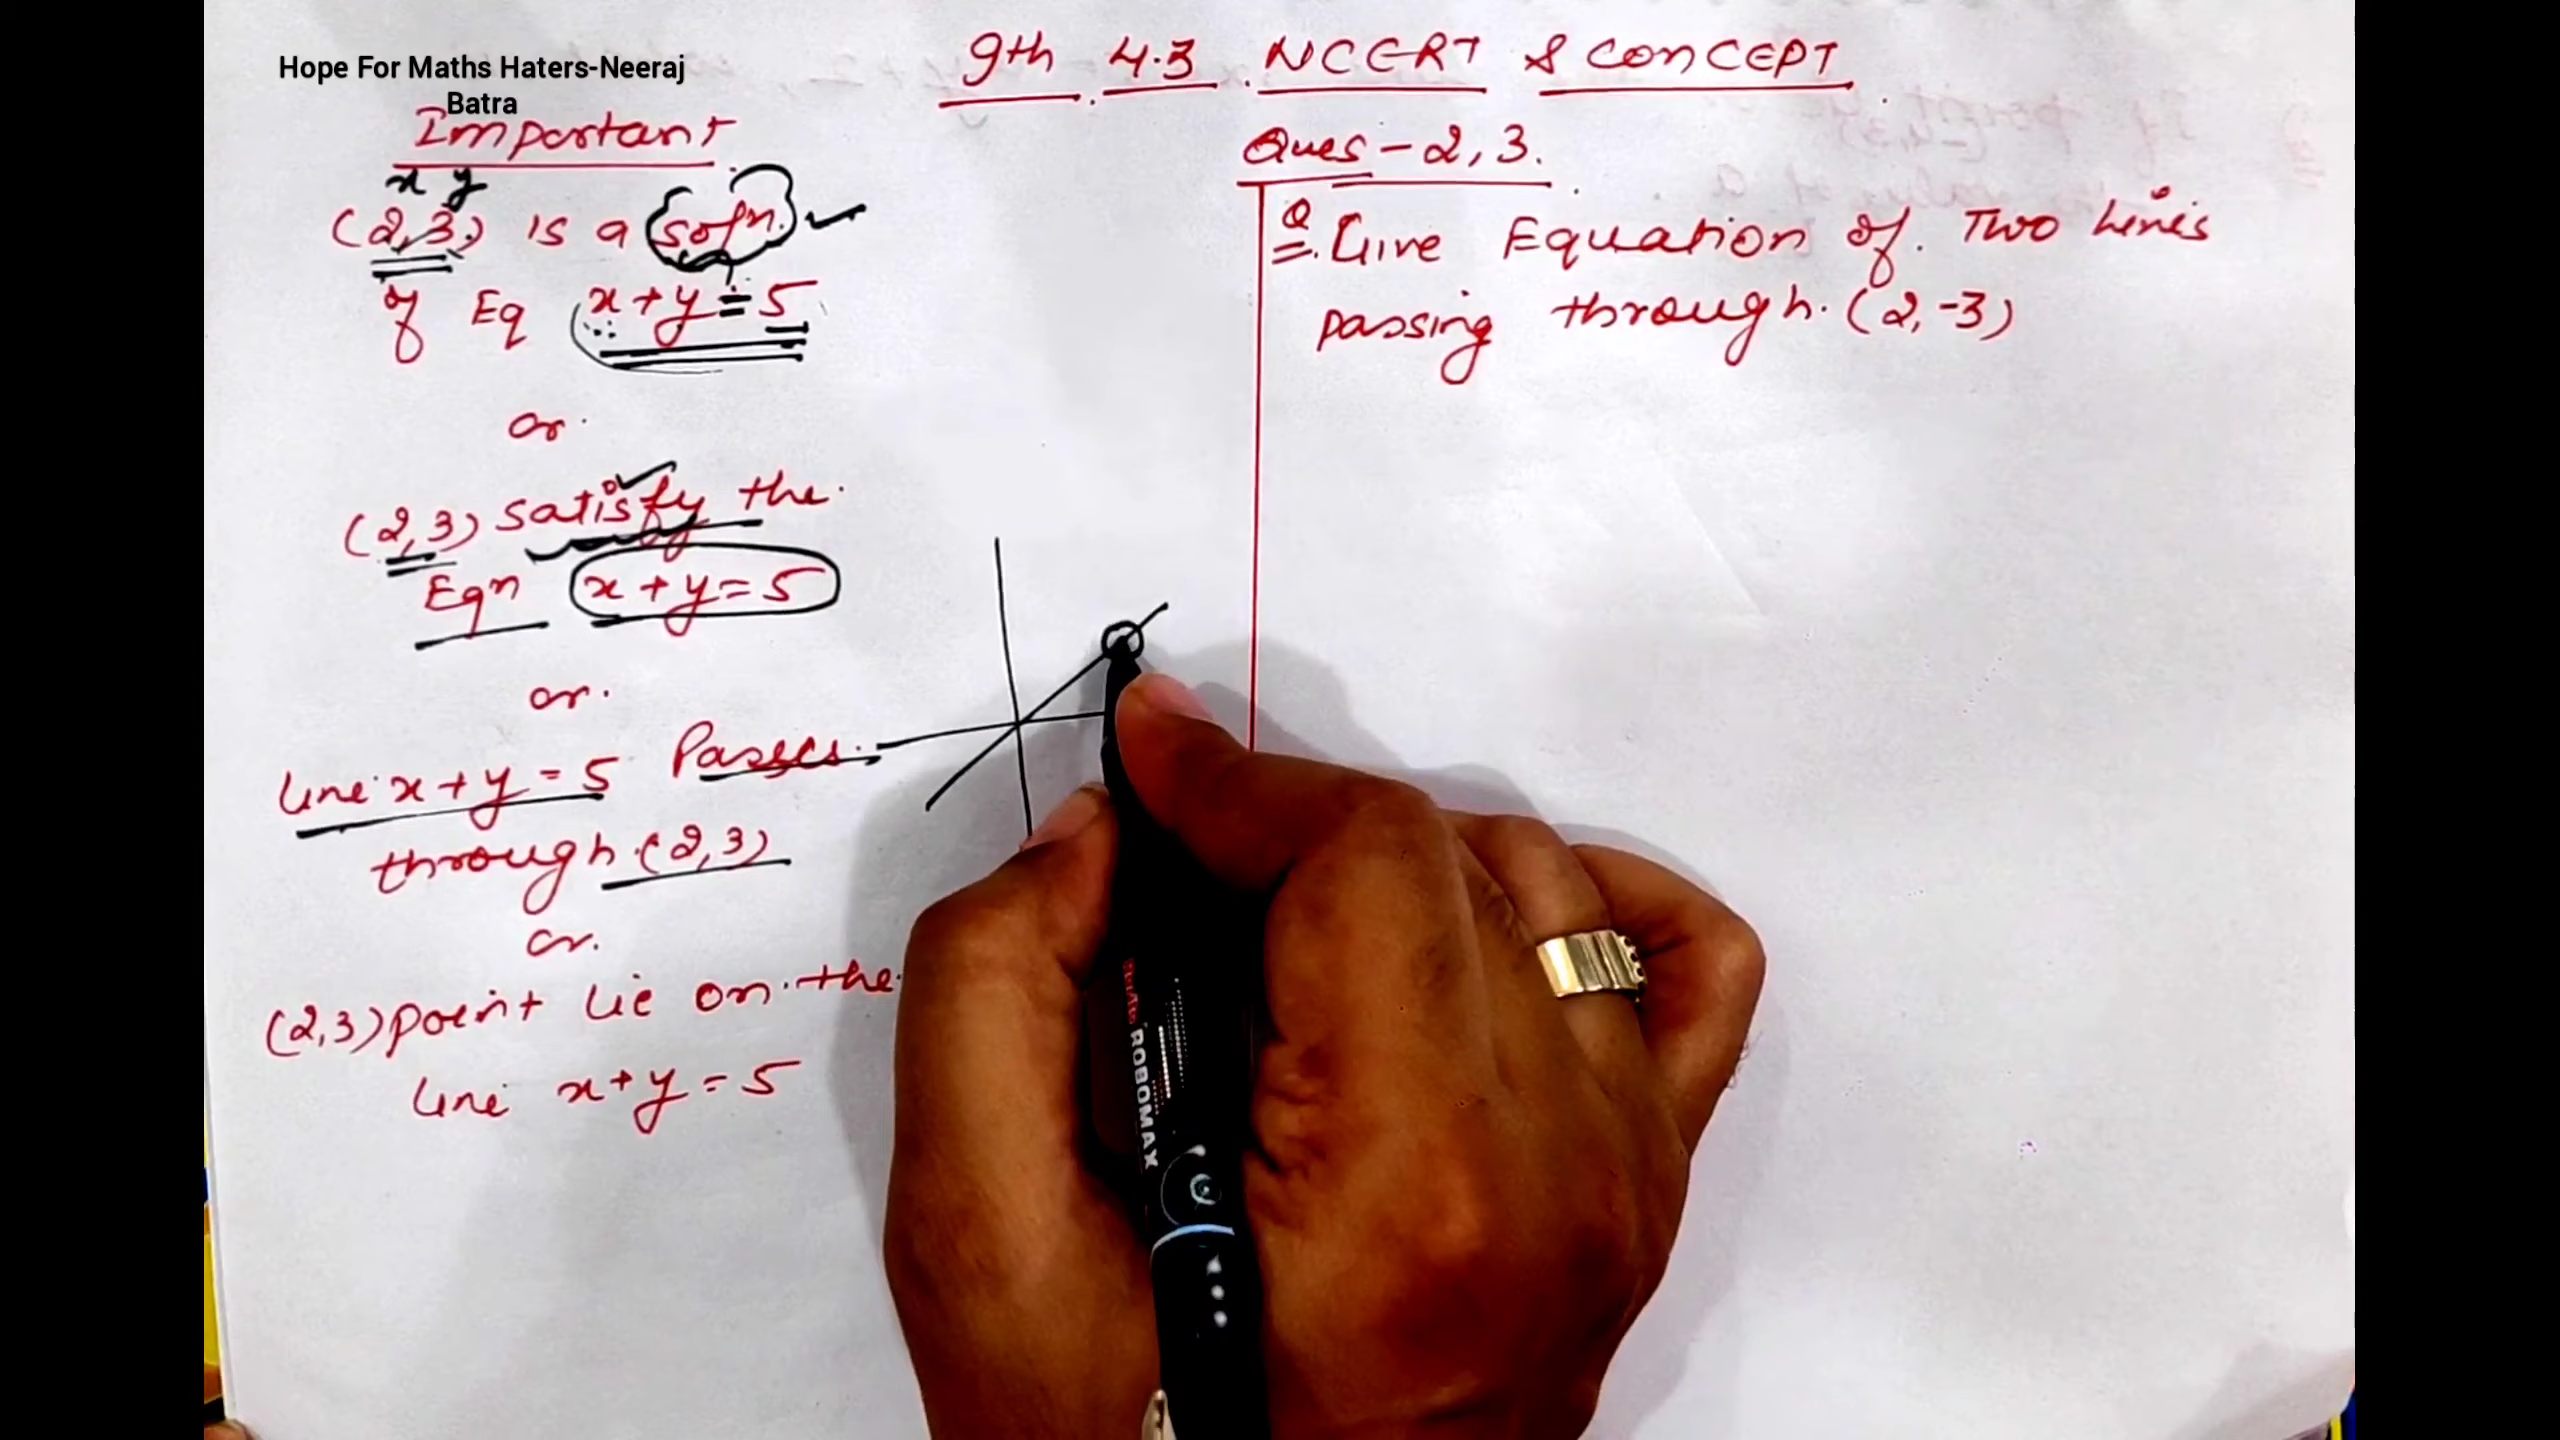 Hope For Maths Haters-Neeraj
Batra
9th 4.3 NCERT & CONCEPT
Important
Ques - 2, 3.
x y
(2,3) is a soln.
of Eq x + y = 5
or
(2,3) satisfy the
Eqn x + y = 5
or
line x + y = 5 Passes
through (2,3)
or
(2,3) point lie on the
line x + y = 5
Q. Give Equation of Two lines
passing through (2,-3)
ROBOMAX